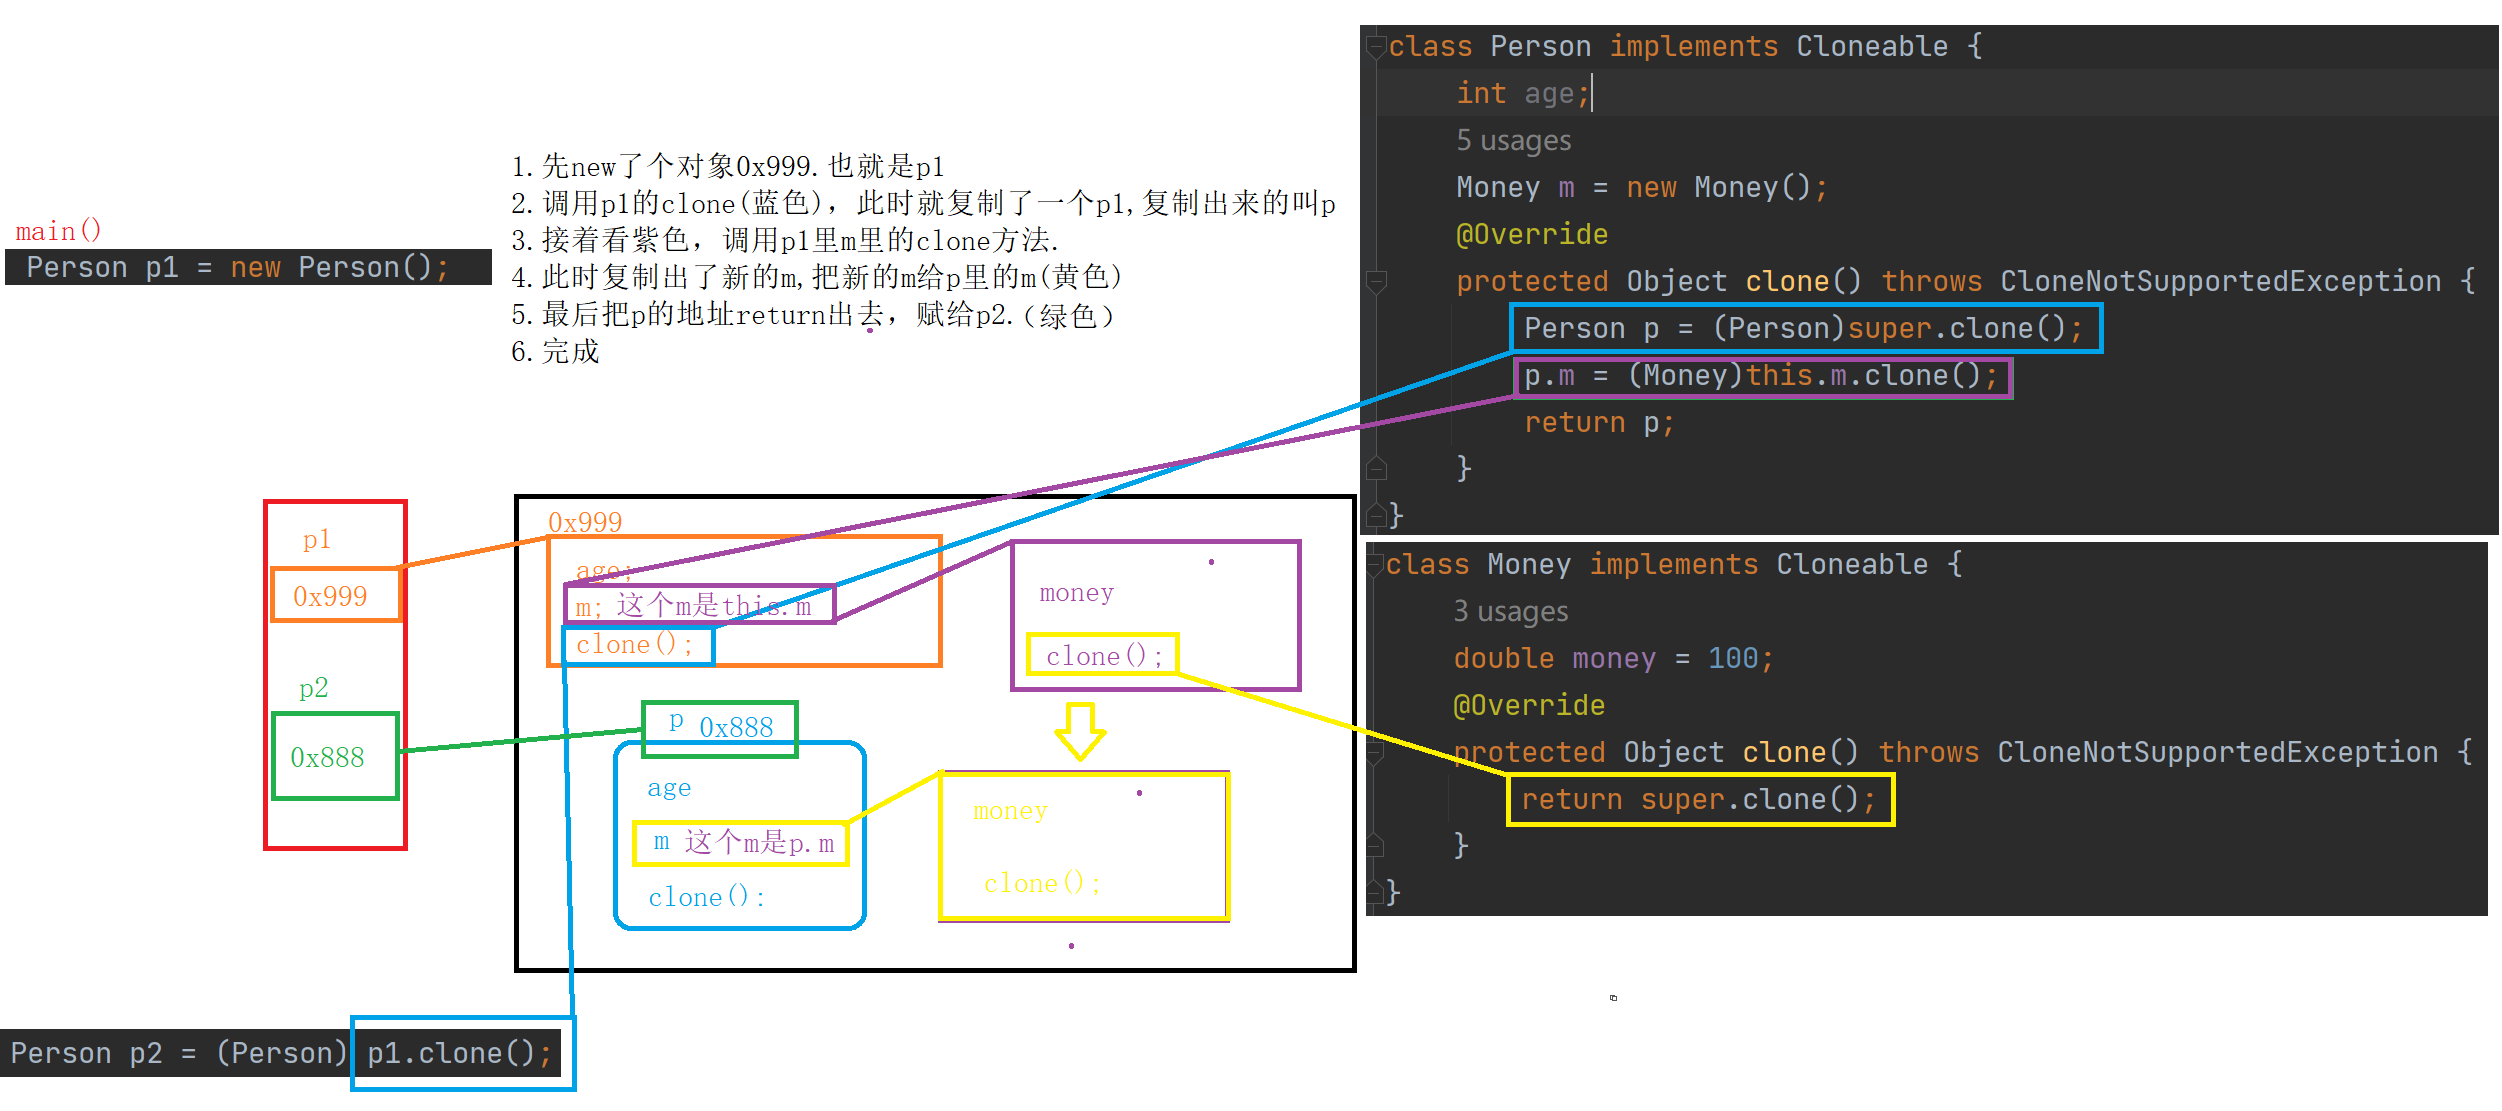 main()
Person p1 = new Person();
1.先new了个对象0x999.也就是p1
2.调用p1的clone(蓝色)，此时就复制了一个p1,复制出来的叫p
3.接着看紫色，调用p1里m里的clone方法.
4.此时复制出了新的m,把新的m给p里的m(黄色)
5.最后把p的地址return出去，赋给p2.(绿色)
6.完成
class Person implements Cloneable {
int age;
5 usages
Money m = new Money();
@Override
protected Object clone() throws CloneNotSupportedException {
Person p = (Person)super.clone();
p.m = (Money)this.m.clone();
return p;
}
}
p1
0x999
p2
0x888
0x999
age;
m; 这个m是this.m
clone();
money
clone();
p 0x888
age
m 这个m是p.m
clone():
money
clone();
class Money implements Cloneable {
3 usages
double money = 100;
@Override
protected Object clone() throws CloneNotSupportedException {
return super.clone();
}
}
Person p2 = (Person) p1.clone();